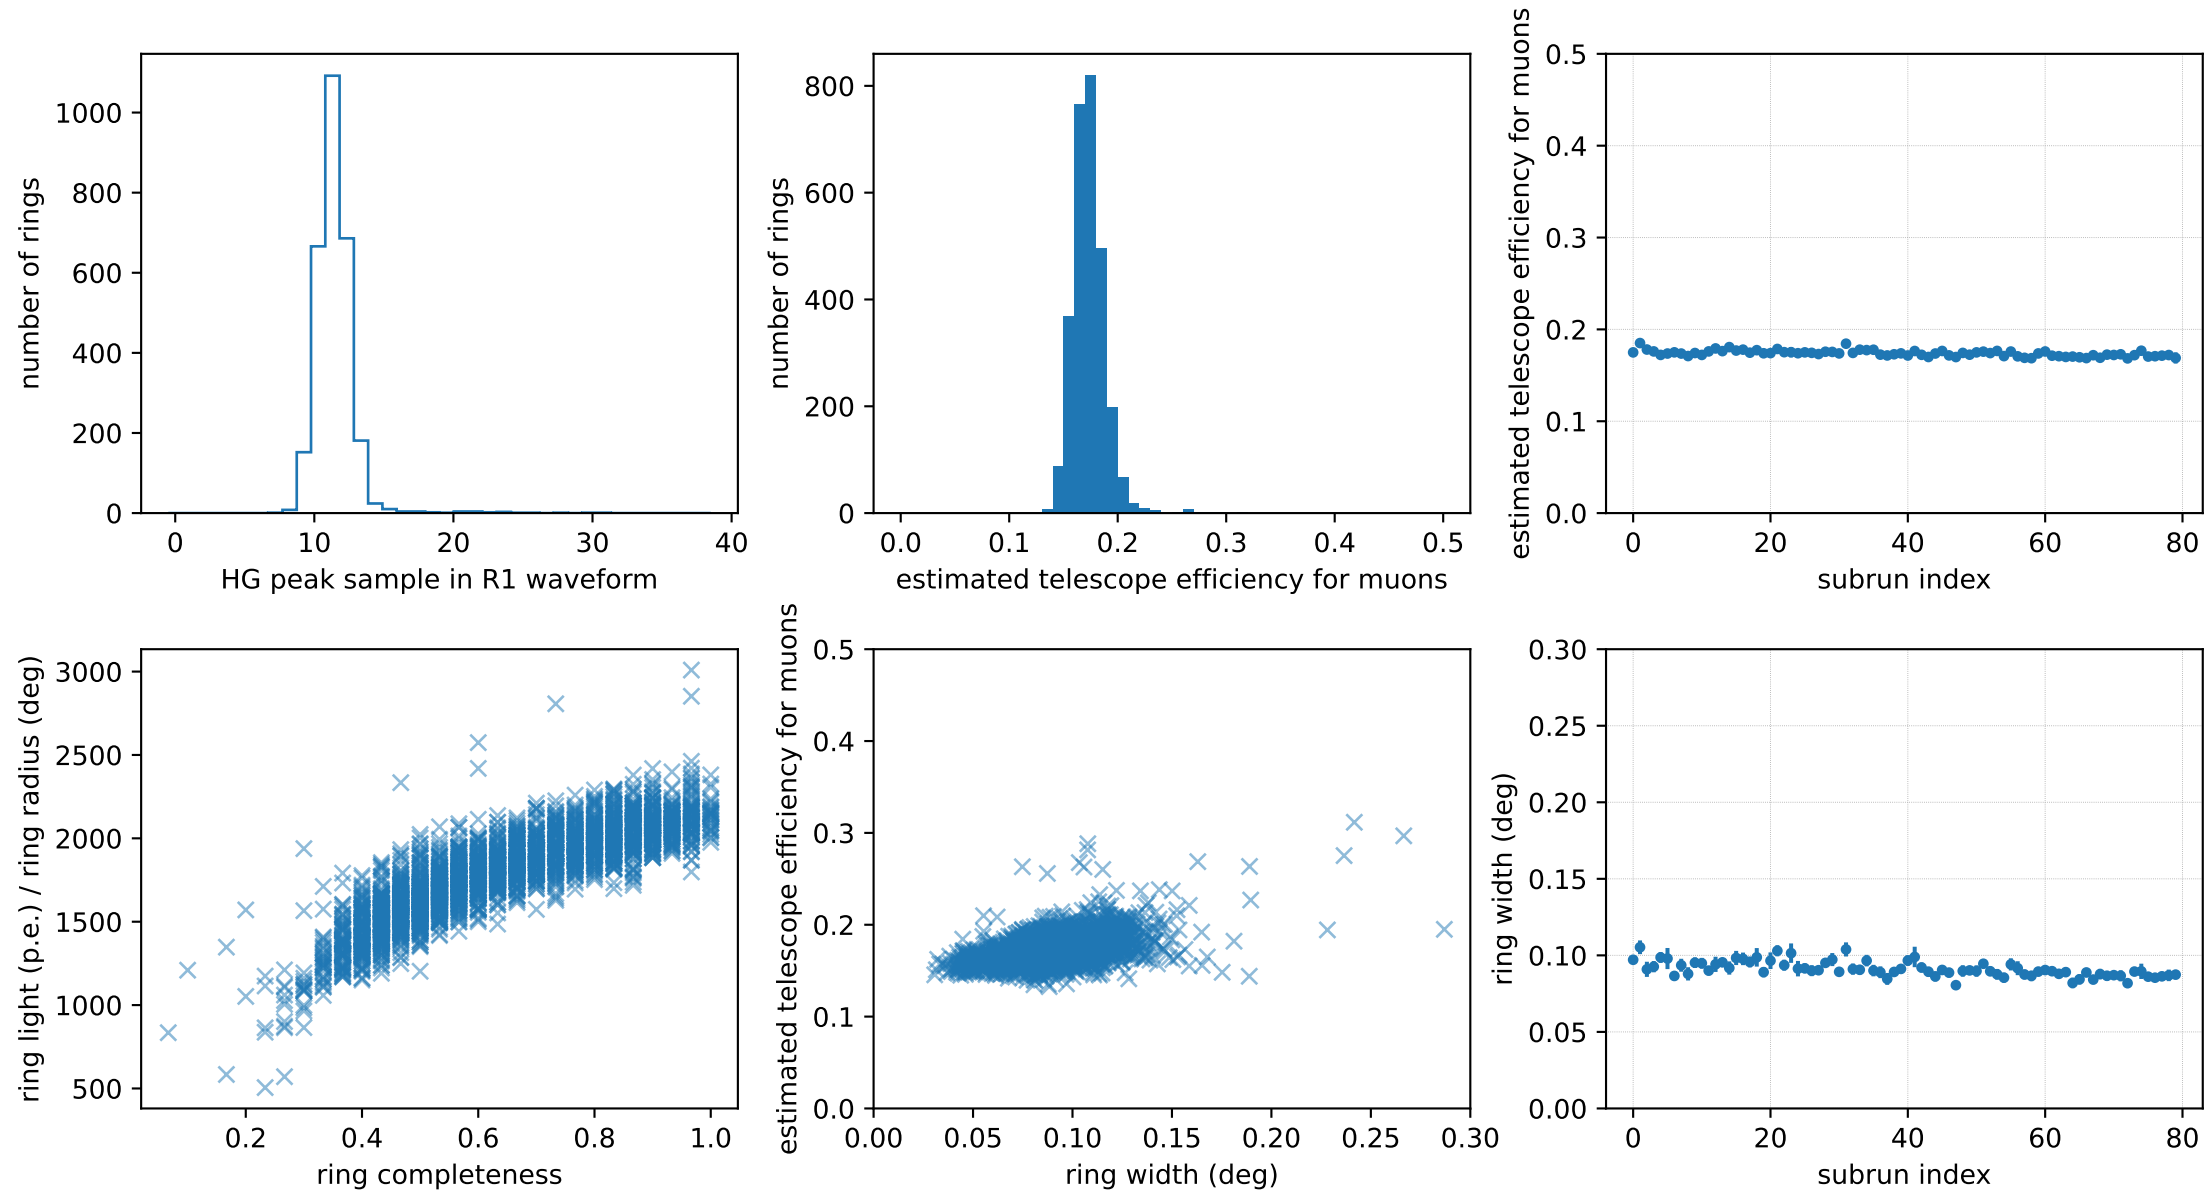 1000
800
600
400
200
0
number of rings
0 10 20 30 40
HG peak sample in R1 waveform
800
600
400
200
0
number of rings
0.0 0.1 0.2 0.3 0.4 0.5
estimated telescope efficiency for muons
0.5
0.4
0.3
0.2
0.1
0.0
estimated telescope efficiency for muons
0 20 40 60 80
subrun index
3000
2500
2000
1500
1000
500
ring light (p.e.) / ring radius (deg)
0.2 0.4 0.6 0.8 1.0
ring completeness
0.5
0.4
0.3
0.2
0.1
0.0
estimated telescope efficiency for muons
0.00 0.05 0.10 0.15 0.20 0.25 0.30
ring width (deg)
0.30
0.25
0.20
0.15
0.10
0.05
0.00
ring width (deg)
0 20 40 60 80
subrun index